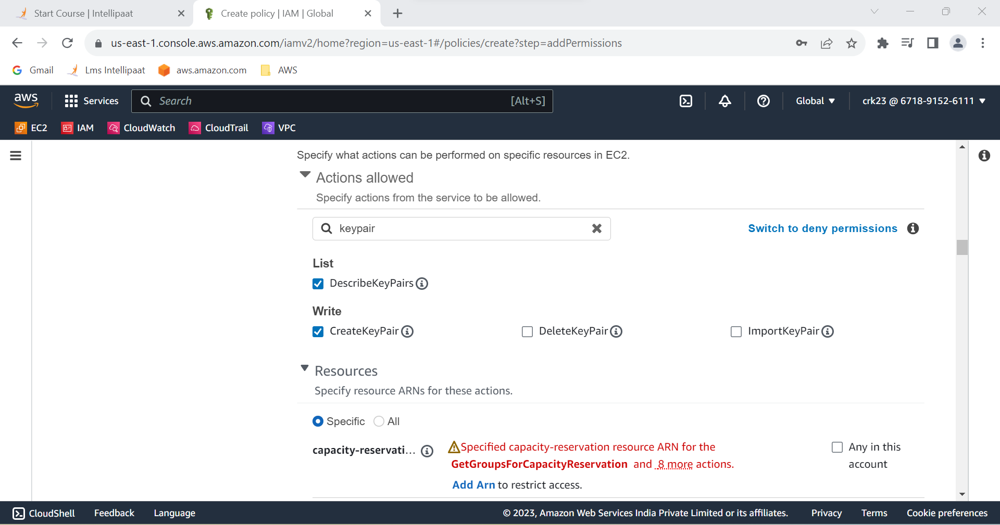 Start Course | Intellipaat
Create policy | IAM | Global
us-east-1.console.aws.amazon.com/iamv2/home?region=us-east-1#/policies/create?step=addPermissions
Gmail
Lms Intellipaat
aws.amazon.com
AWS
aws
Services
Search
[Alt+S]
Global
crk23 @ 6718-9152-6111
EC2
IAM
CloudWatch
CloudTrail
VPC
Specify what actions can be performed on specific resources in EC2.
Actions allowed
Specify actions from the service to be allowed.
keypair
Switch to deny permissions
List
DescribeKeyPairs
Write
CreateKeyPair
DeleteKeyPair
ImportKeyPair
Resources
Specify resource ARNs for these actions.
Specific
All
capacity-reservati...
Specified capacity-reservation resource ARN for the
GetGroupsForCapacityReservation and 8 more actions.
Add Arn to restrict access.
Any in this
account
CloudShell
Feedback
Language
© 2023, Amazon Web Services India Private Limited or its affiliates.
Privacy
Terms
Cookie preferences